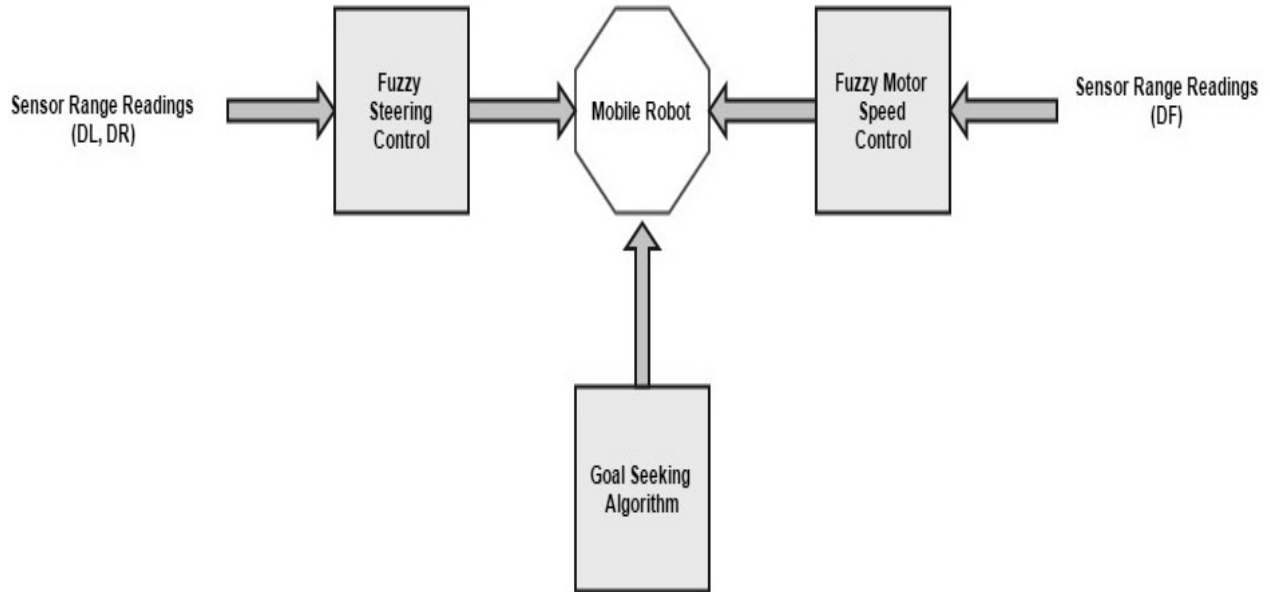 Sensor Range Readings
(DL, DR)
Fuzzy
Steering
Control
Mobile Robot
Fuzzy Motor
Speed
Control
Sensor Range Readings
(DF)
Goal Seeking
Algorithm